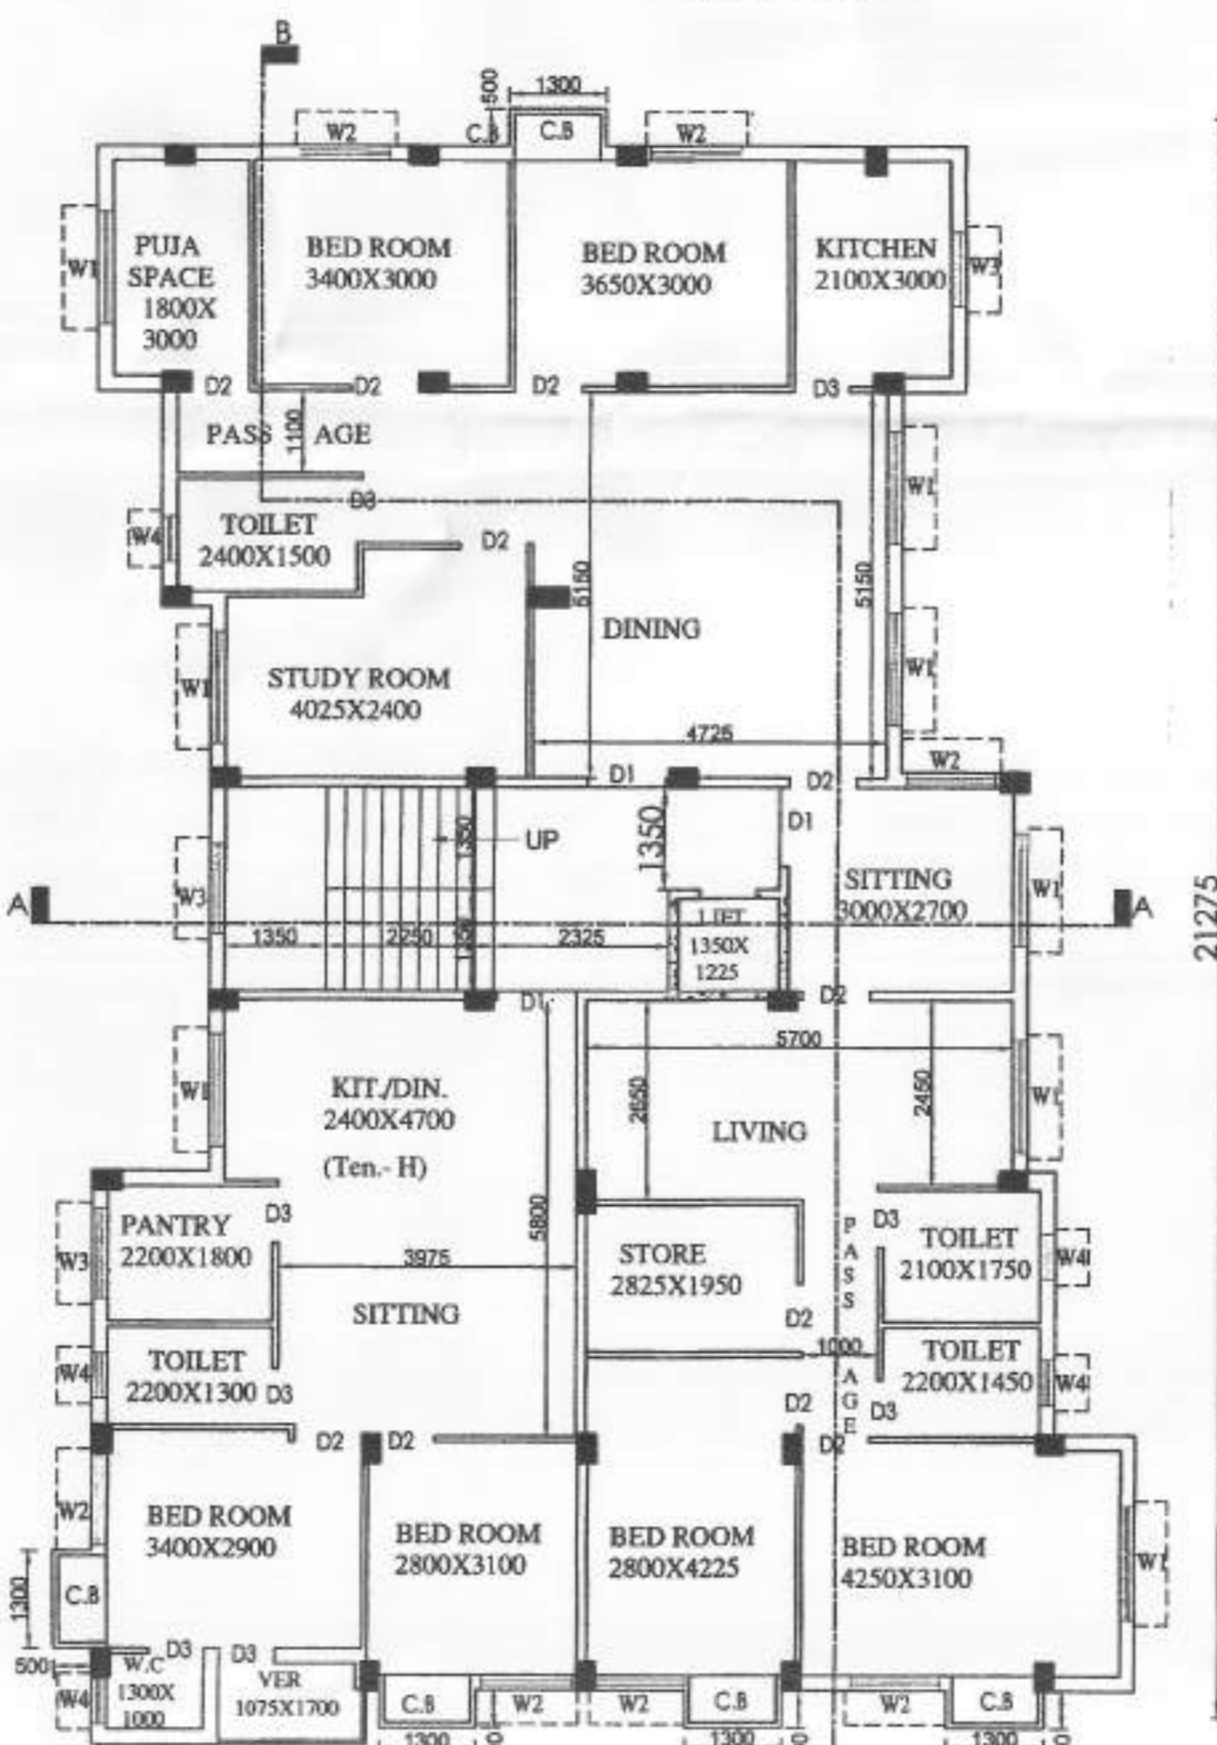 B
500
1300
W2
C.B
C.B
W2
PUJA
SPACE
1800X
3000
BED ROOM
3400X3000
BED ROOM
3650X3000
KITCHEN
2100X3000
W1
W3
D2
D2
D2
D3
PASS AGE
1100
D3
W1
W4
TOILET
2400X1500
D2
5150
5150
DINING
W1
STUDY ROOM
4025X2400
W1
4725
W2
D1
D2
D1
1350
UP
1350
W3
SITTING
3000X2700
W1
A
A
LIFT
1350X
1225
1350
2250
2325
21275
D1
D2
5700
W1
KIT./DIN.
2400X4700
(Ten.- H)
2650
2450
W1
LIVING
5800
D3
PANTRY
2200X1800
W3
3975
STORE
2825X1950
PASS AGE
D3
TOILET
2100X1750
W4
SITTING
D2
1000
TOILET
2200X1300
W4
D3
TOILET
2200X1450
W4
D2
D3
D2
D2
D2
W2
BED ROOM
3400X2900
BED ROOM
2800X3100
BED ROOM
2800X4225
BED ROOM
4250X3100
W1
1300
C.B
D3
D3
500
W.C
1300X
1000
W4
VER
1075X1700
C.B
W2
W2
C.B
W2
C.B
1300
1300
1300